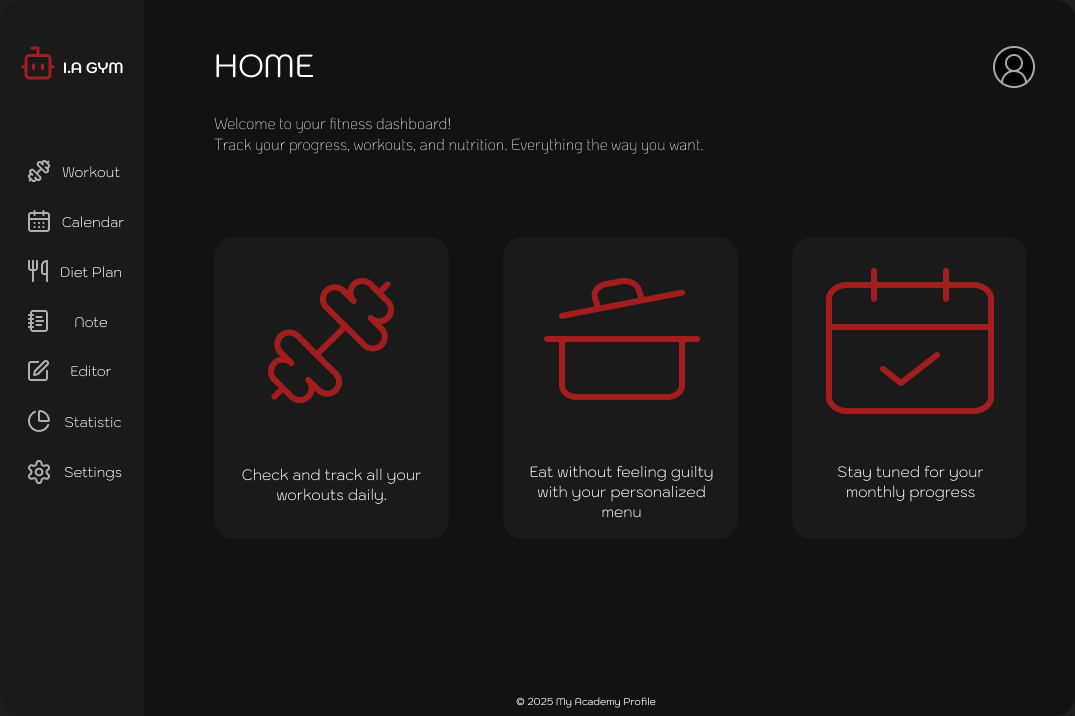 I.A GYM
Workout
Calendar
Diet Plan
Note
Editor
Statistic
Settings
HOME
Welcome to your fitness dashboard!
Track your progress, workouts, and nutrition. Everything the way you want.
Check and track all your
workouts daily.
Eat without feeling guilty
with your personalized
menu
Stay tuned for your
monthly progress
© 2025 My Academy Profile